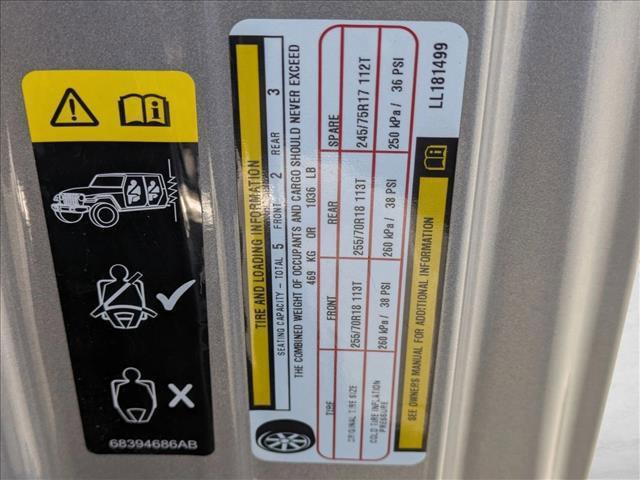 68394686AB
TIRE AND LOADING INFORMATION
SEATING CAPACITY - TOTAL 5 FRONT 2 REAR 3
THE COMBINED WEIGHT OF OCCUPANTS AND CARGO SHOULD NEVER EXCEED
469 KG OR 1036 LB
TIRE FRONT REAR SPARE
ORIGINAL TIRE SIZE 255/70R18 113T 255/70R18 113T 245/75R17 112T
COLD TIRE INFLATION
PRESSURE 260 kPa / 38 PSI 260 kPa / 38 PSI 250 kPa / 36 PSI
SEE OWNERS MANUAL FOR ADDITIONAL INFORMATION
LL181499